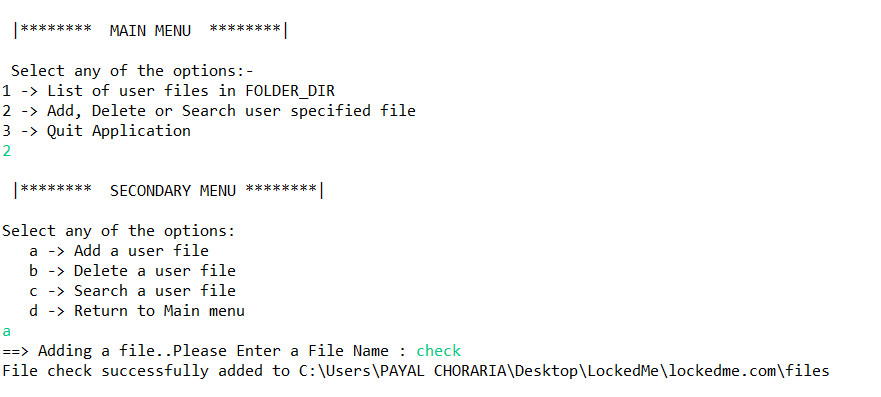 |******** MAIN MENU ********|
Select any of the options:-
1 -> List of user files in FOLDER_DIR
2 -> Add, Delete or Search user specified file
3 -> Quit Application
2
|******** SECONDARY MENU ********|
Select any of the options:
a -> Add a user file
b -> Delete a user file
c -> Search a user file
d -> Return to Main menu
a
==> Adding a file..Please Enter a File Name : check
File check successfully added to C:\Users\PAYAL CHORARIA\Desktop\LockedMe\lockedme.com\files